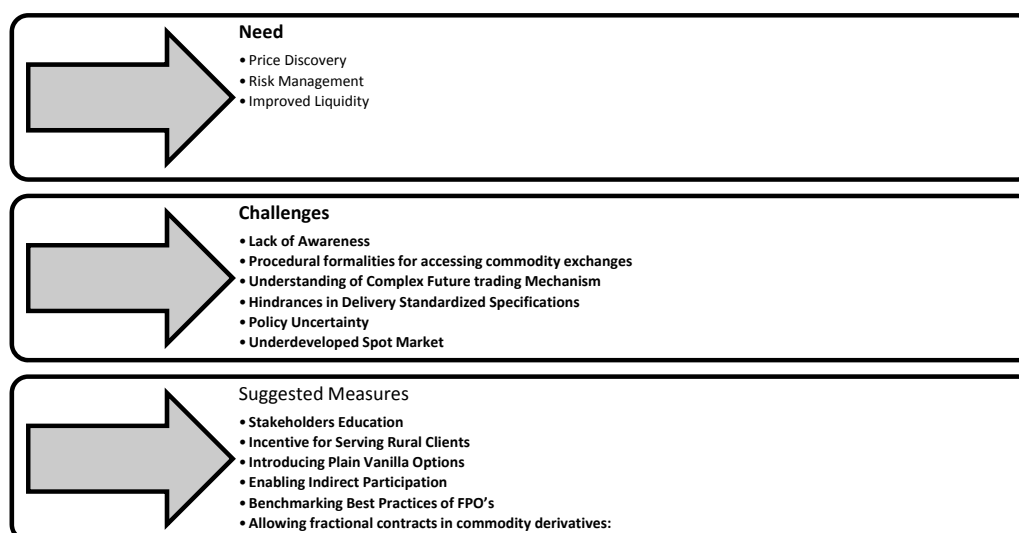 Need
• Price Discovery
• Risk Management
• Improved Liquidity
Challenges
• Lack of Awareness
• Procedural formalities for accessing commodity exchanges
• Understanding of Complex Future trading Mechanism
• Hindrances in Delivery Standardized Specifications
• Policy Uncertainty
• Underdeveloped Spot Market
Suggested Measures
• Stakeholders Education
• Incentive for Serving Rural Clients
• Introducing Plain Vanilla Options
• Enabling Indirect Participation
• Benchmarking Best Practices of FPO's
• Allowing fractional contracts in commodity derivatives: